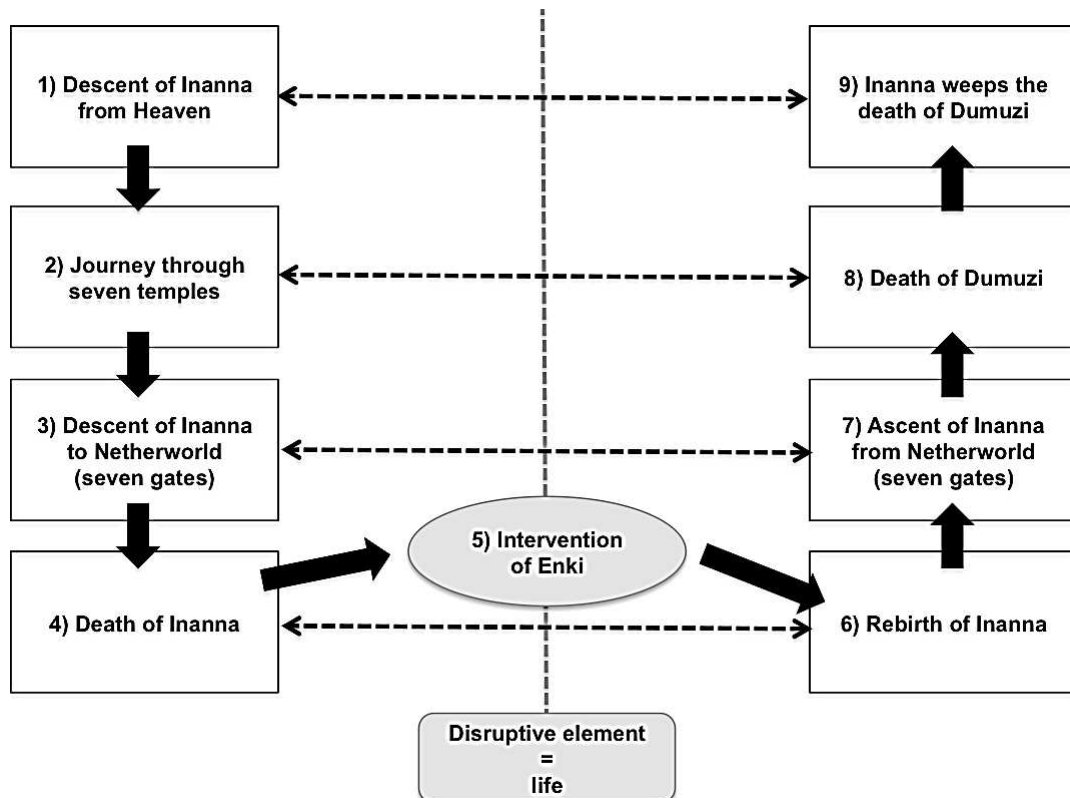 1) Descent of Inanna
from Heaven
2) Journey through
seven temples
3) Descent of Inanna
to Netherworld
(seven gates)
4) Death of Inanna
5) Intervention
of Enki
6) Rebirth of Inanna
7) Ascent of Inanna
from Netherworld
(seven gates)
8) Death of Dumuzi
9) Inanna weeps the
death of Dumuzi
Disruptive element
=
life